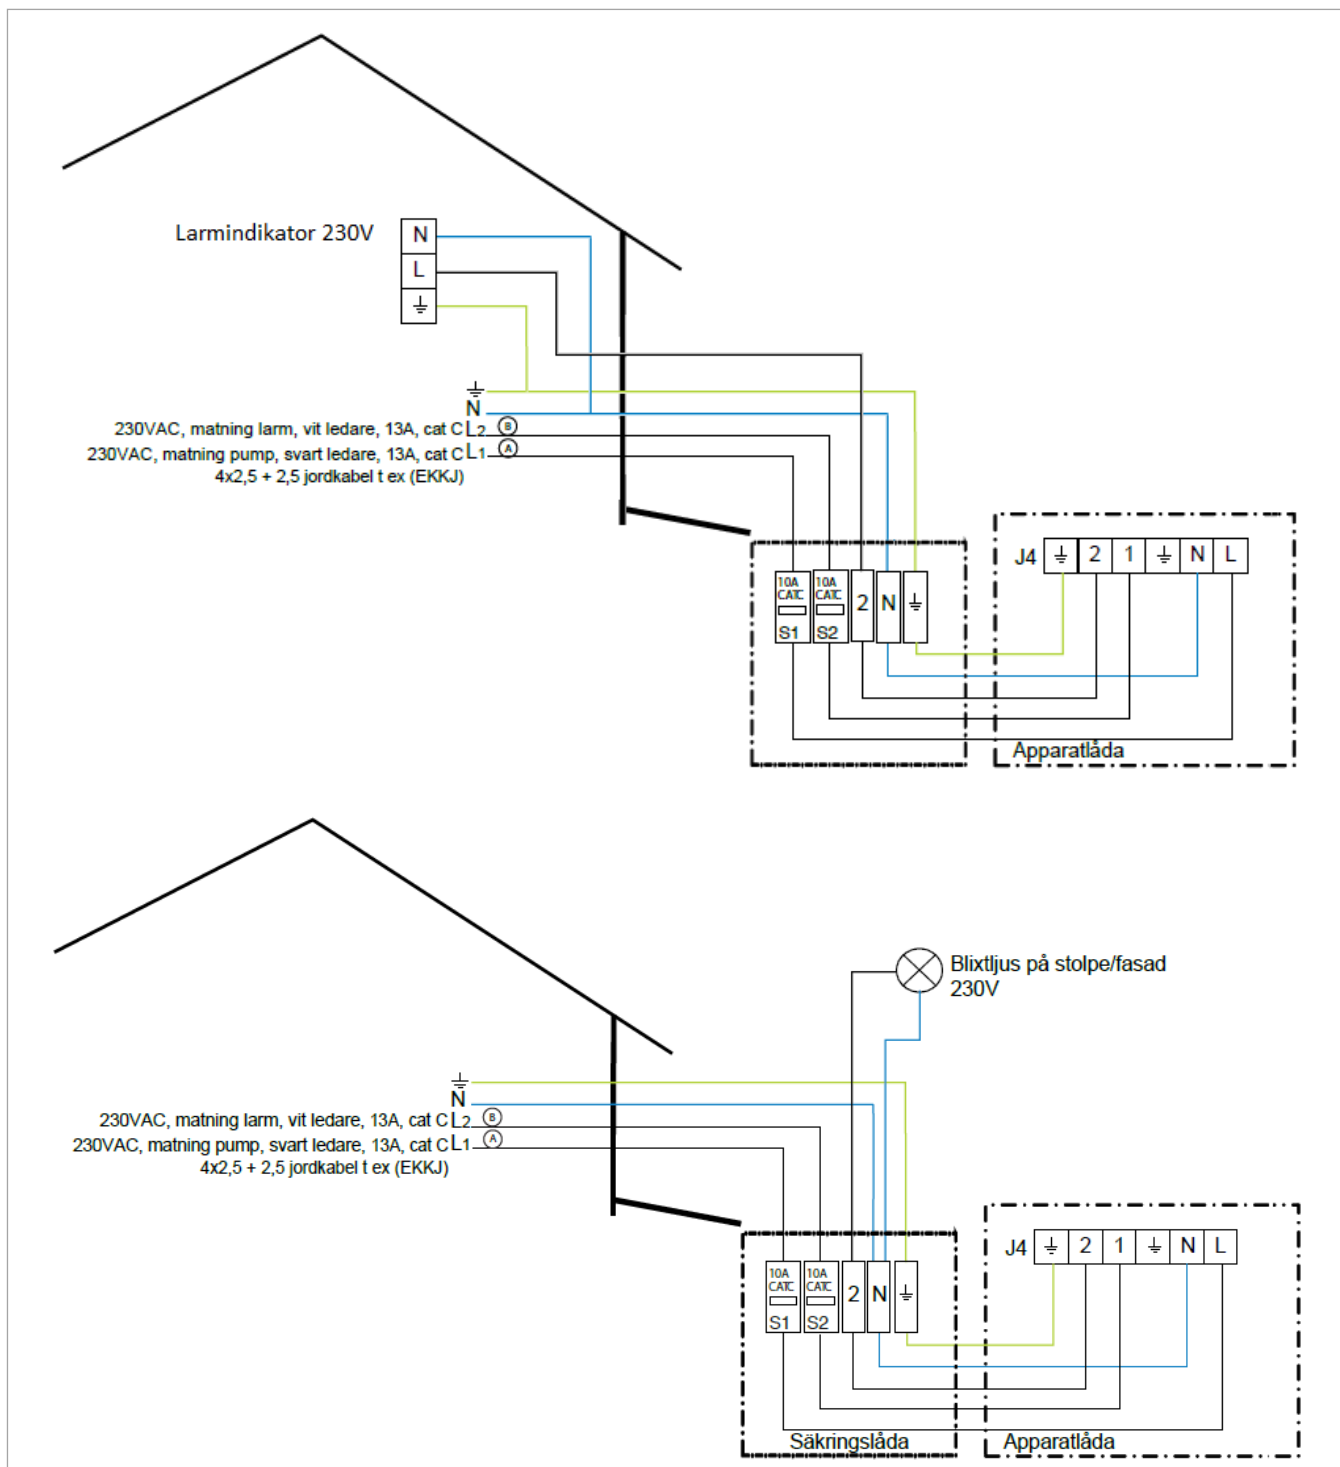 Larmindikator 230V
N
L
N
230VAC, matning larm, vit ledare, 13A, cat C L2 B
230VAC, matning pump, svart ledare, 13A, cat C L1 A
4x2,5 + 2,5 jordkabel t ex (EKKJ)
J4 2 1 N L
10A CATC S1
10A CATC S2
2 N
Apparatlåda
Blixtljus på stolpe/fasad
230V
N
230VAC, matning larm, vit ledare, 13A, cat C L2 B
230VAC, matning pump, svart ledare, 13A, cat C L1 A
4x2,5 + 2,5 jordkabel t ex (EKKJ)
J4 2 1 N L
10A CATC S1
10A CATC S2
2 N
Säkringslåda
Apparatlåda